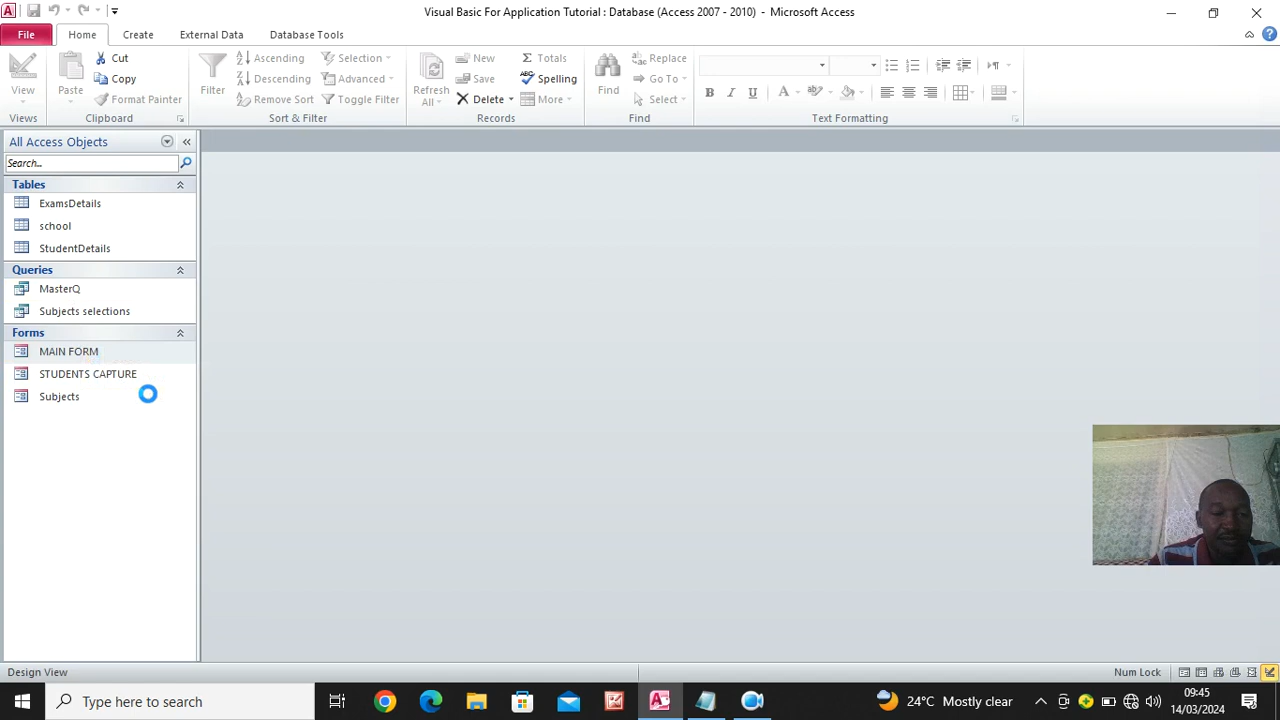 Visual Basic For Application Tutorial : Database (Access 2007 - 2010) - Microsoft Access
File Home Create External Data Database Tools
View
Views
Paste
Cut
Copy
Format Painter
Clipboard
Filter
Ascending
Descending
Remove Sort
Selection
Advanced
Toggle Filter
Sort & Filter
Refresh
All
New
Save
Delete
Totals
Spelling
More
Records
Find
Replace
Go To
Select
Find
B I U A
Text Formatting
All Access Objects
Search...
Tables
ExamsDetails
school
StudentDetails
Queries
MasterQ
Subjects selections
Forms
MAIN FORM
STUDENTS CAPTURE
Subjects
Design View
Num Lock
Type here to search
24°C Mostly clear
09:45
14/03/2024